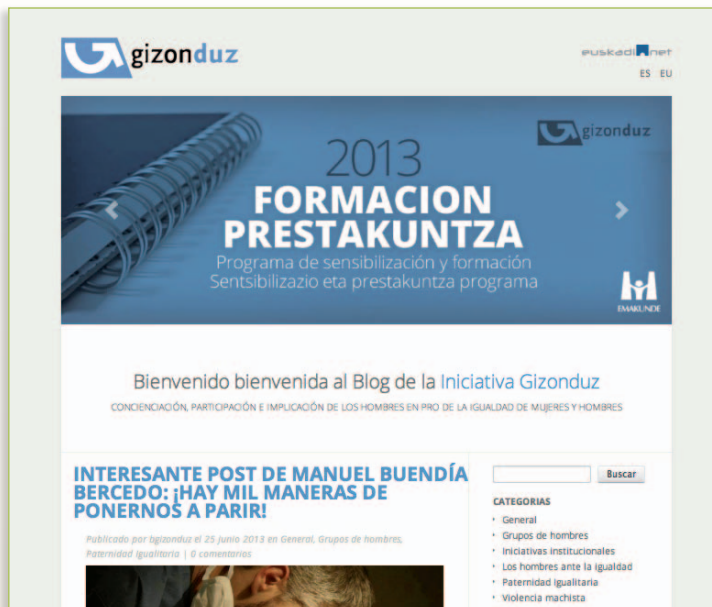 gizonduz
euskadi.net
ES EU
gizonduz
2013
FORMACION
PRESTAKUNTZA
Programa de sensibilización y formación
Sentsibilizazio eta prestakuntza programa
EMAKUNDE
Bienvenido bienvenida al Blog de la Iniciativa Gizonduz
CONCIENCIACIÓN, PARTICIPACIÓN E IMPLICACIÓN DE LOS HOMBRES EN PRO DE LA IGUALDAD DE MUJERES Y HOMBRES
INTERESANTE POST DE MANUEL BUENDÍA
BERCEDO: ¡HAY MIL MANERAS DE
PONERNOS A PARIR!
Publicado por bgizonduz el 25 junio 2013 en General, Grupos de hombres,
Paternidad igualitaria | 0 comentarios
Buscar
CATEGORIAS
General
Grupos de hombres
Iniciativas institucionales
Los hombres ante la igualdad
Paternidad igualitaria
Violencia machista